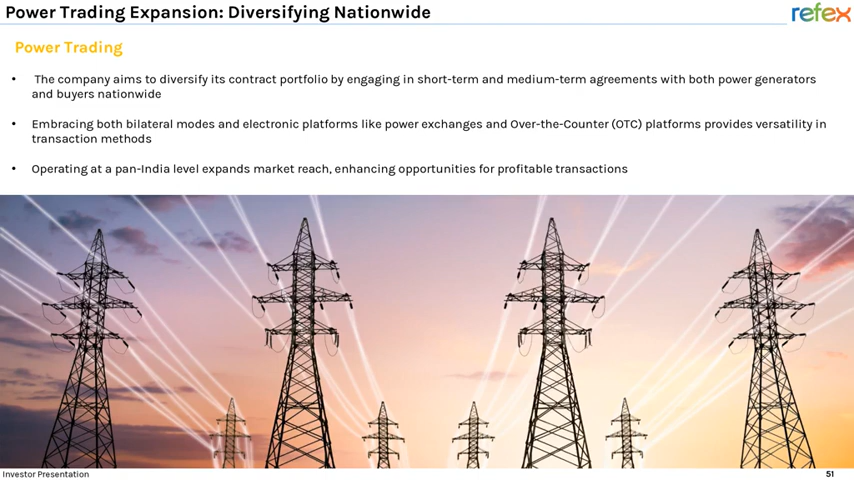 Power Trading Expansion: Diversifying Nationwide
refex
Power Trading
• The company aims to diversify its contract portfolio by engaging in short-term and medium-term agreements with both power generators
and buyers nationwide
• Embracing both bilateral modes and electronic platforms like power exchanges and Over-the-Counter (OTC) platforms provides versatility in
transaction methods
• Operating at a pan-India level expands market reach, enhancing opportunities for profitable transactions
Investor Presentation
51